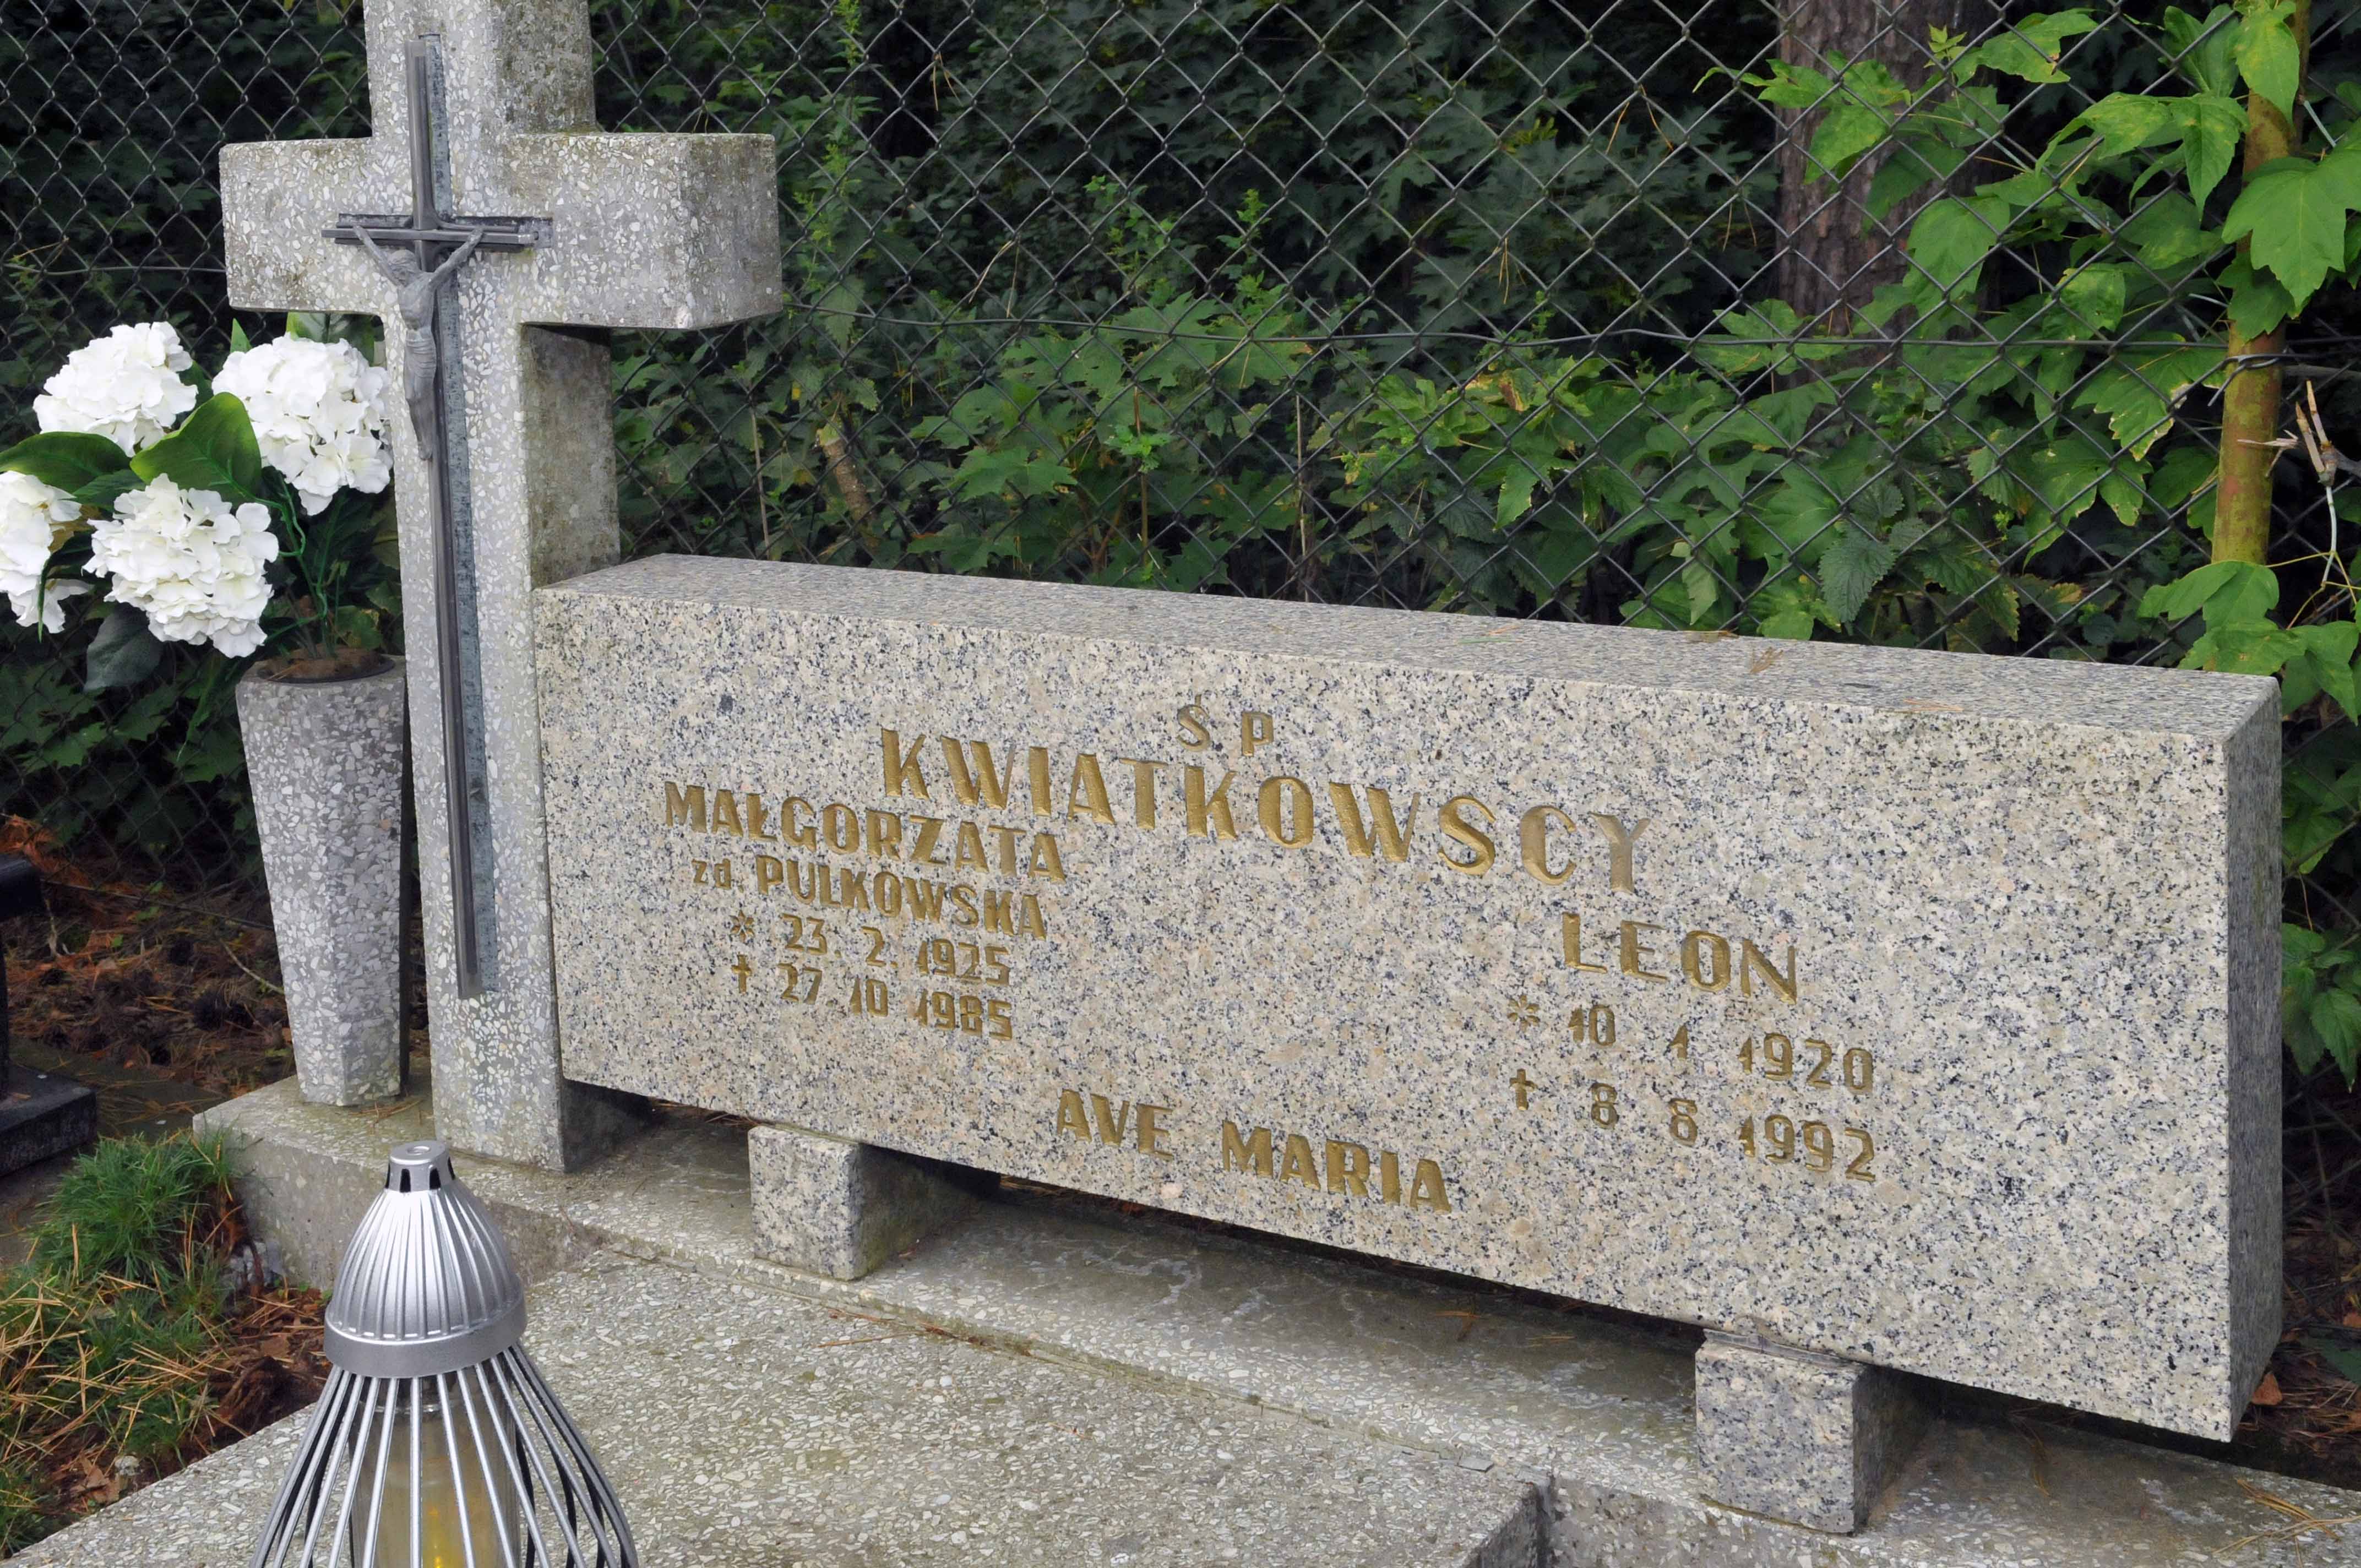 Ś P
KWIATKOWSCY
MAŁGORZATA
zd. PULKOWSKA
* 23. 2. 1925
† 27. 10 1985
LEON
* 10 1 1920
† 8 8 1992
AVE MARIA